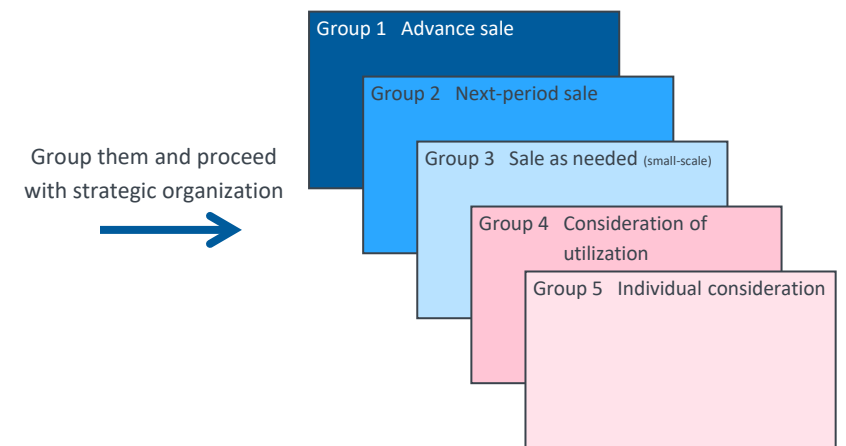 Group 1 Advance sale
Group 2 Next-period sale
Group them and proceed
with strategic organization
Group 3 Sale as needed (small-scale)
Group 4 Consideration of
utilization
Group 5 Individual consideration